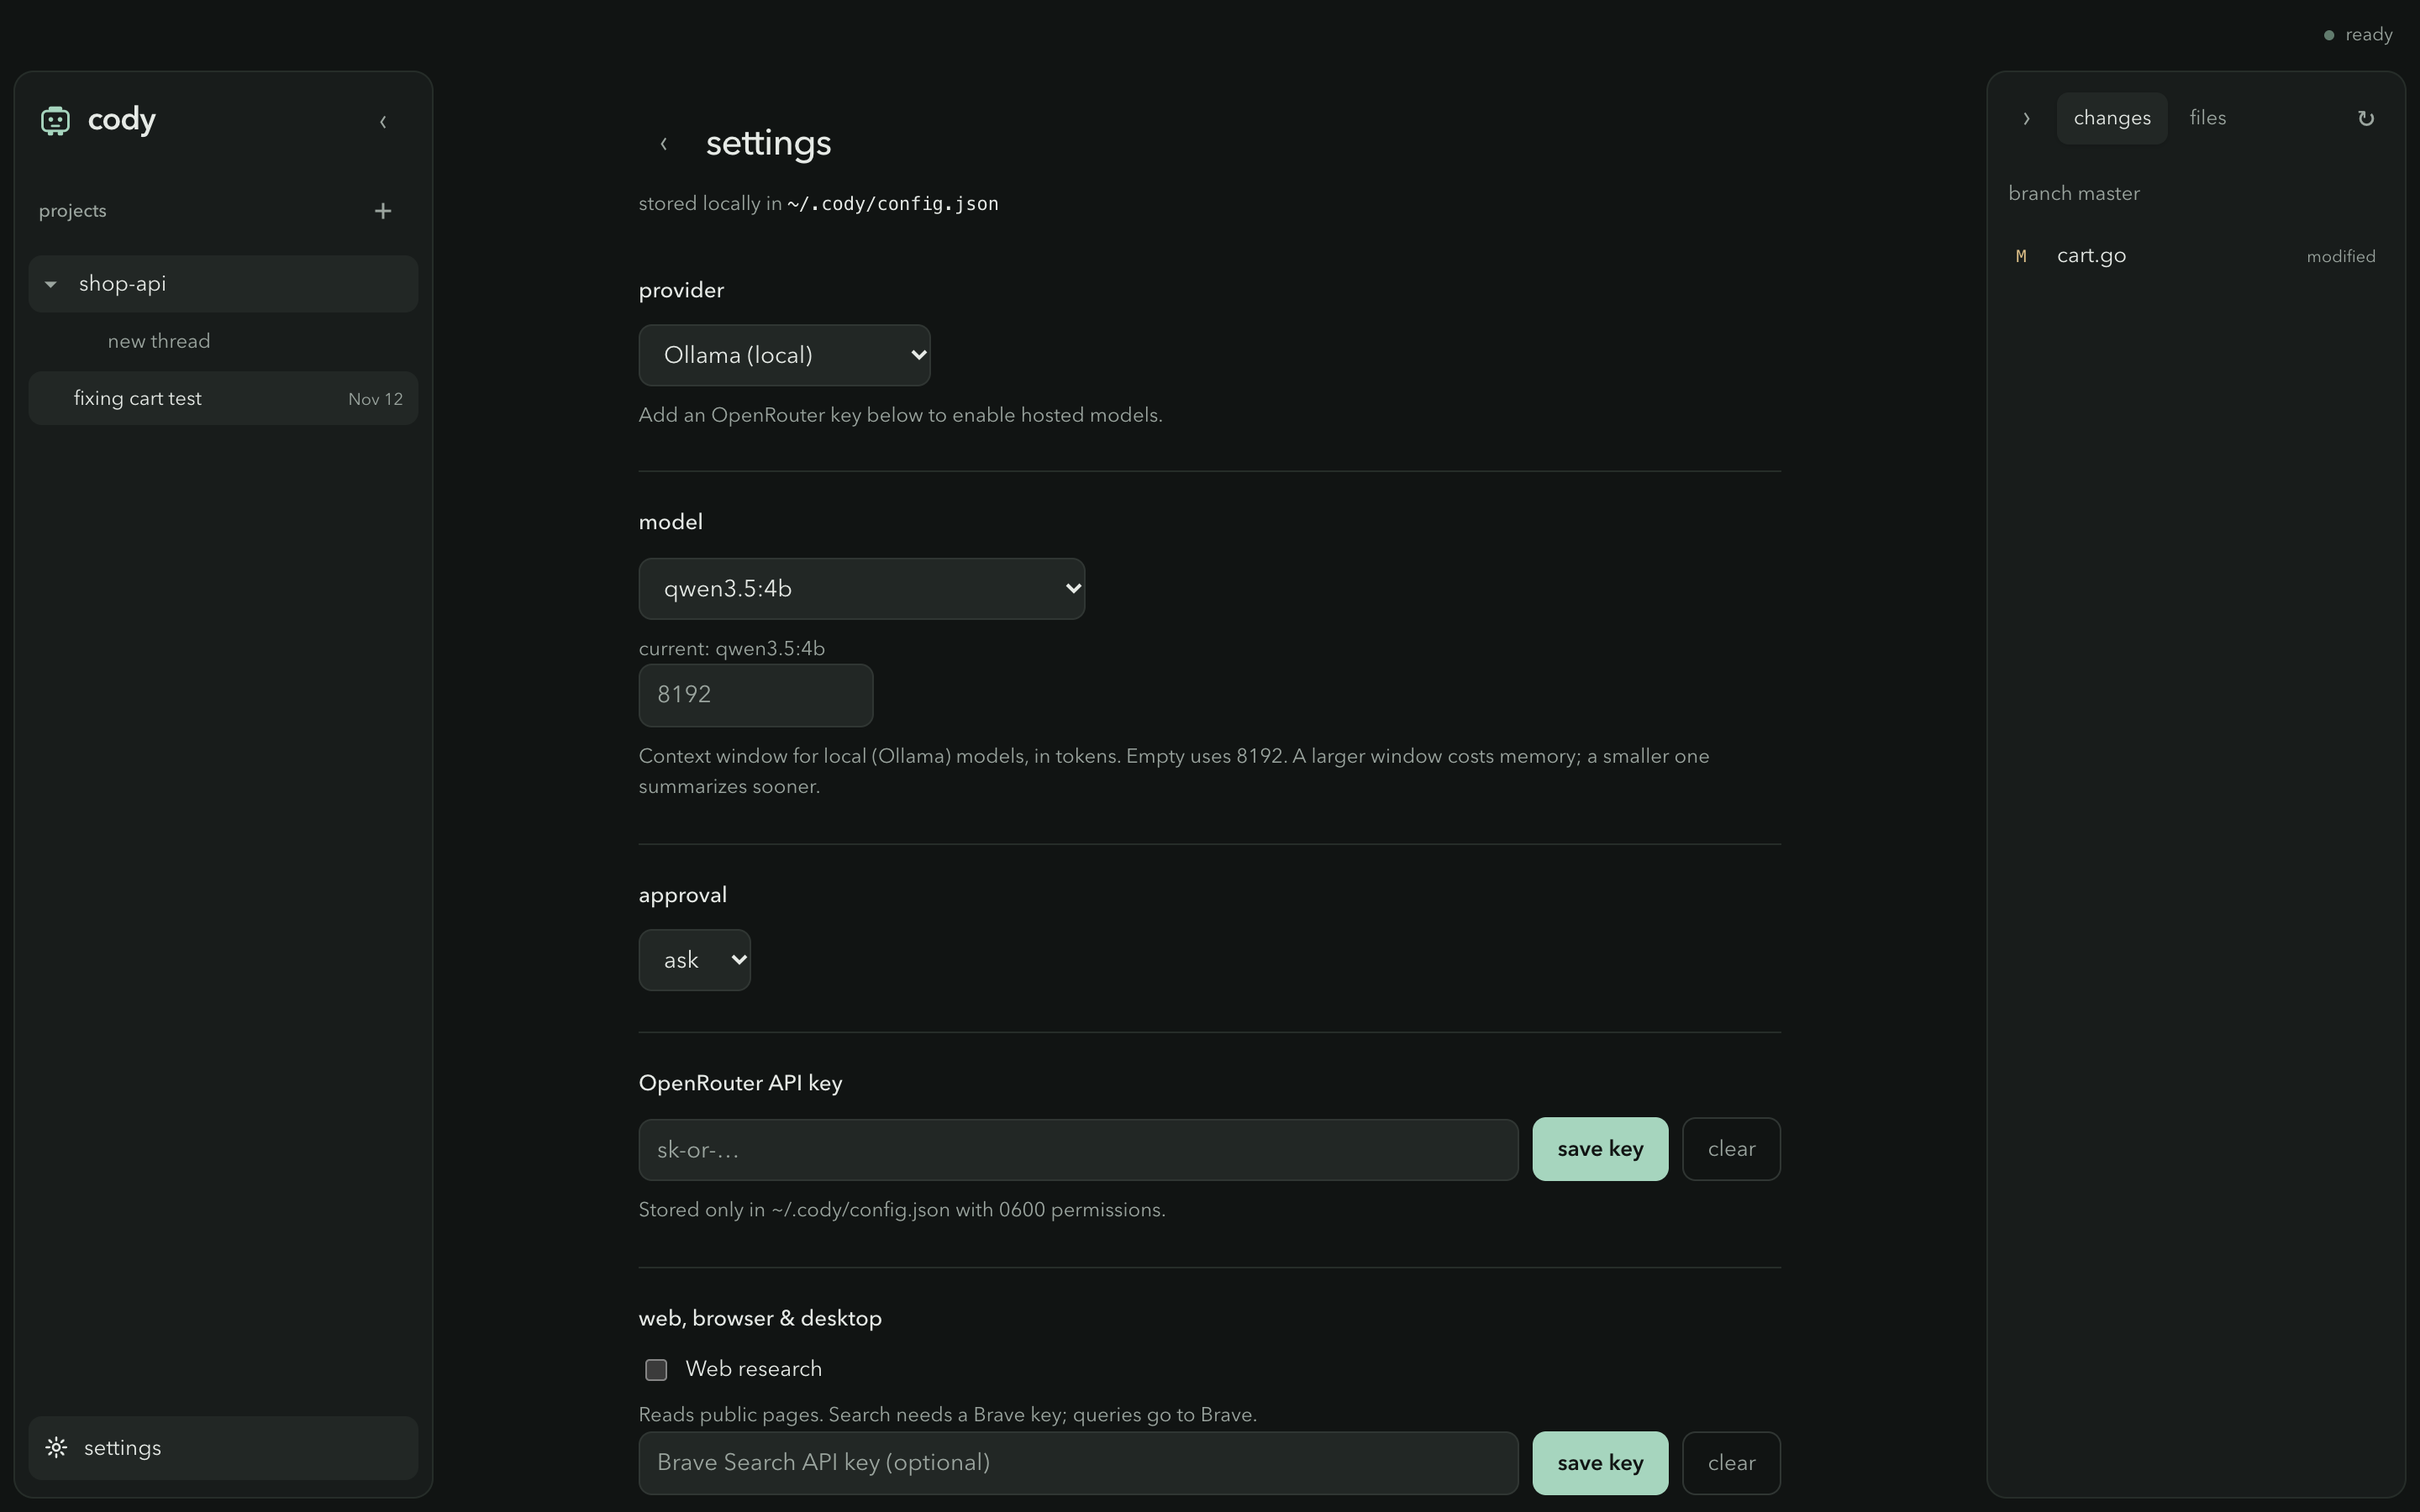 ready
cody
projects
shop-api
new thread
fixing cart test Nov 12
settings
settings
stored locally in ~/.cody/config.json
provider
Ollama (local)
Add an OpenRouter key below to enable hosted models.
model
qwen3.5:4b
current: qwen3.5:4b
8192
Context window for local (Ollama) models, in tokens. Empty uses 8192. A larger window costs memory; a smaller one
summarizes sooner.
approval
ask
OpenRouter API key
sk-or-... save key clear
Stored only in ~/.cody/config.json with 0600 permissions.
web, browser & desktop
Web research
Reads public pages. Search needs a Brave key; queries go to Brave.
Brave Search API key (optional) save key clear
changes files
branch master
M cart.go modified